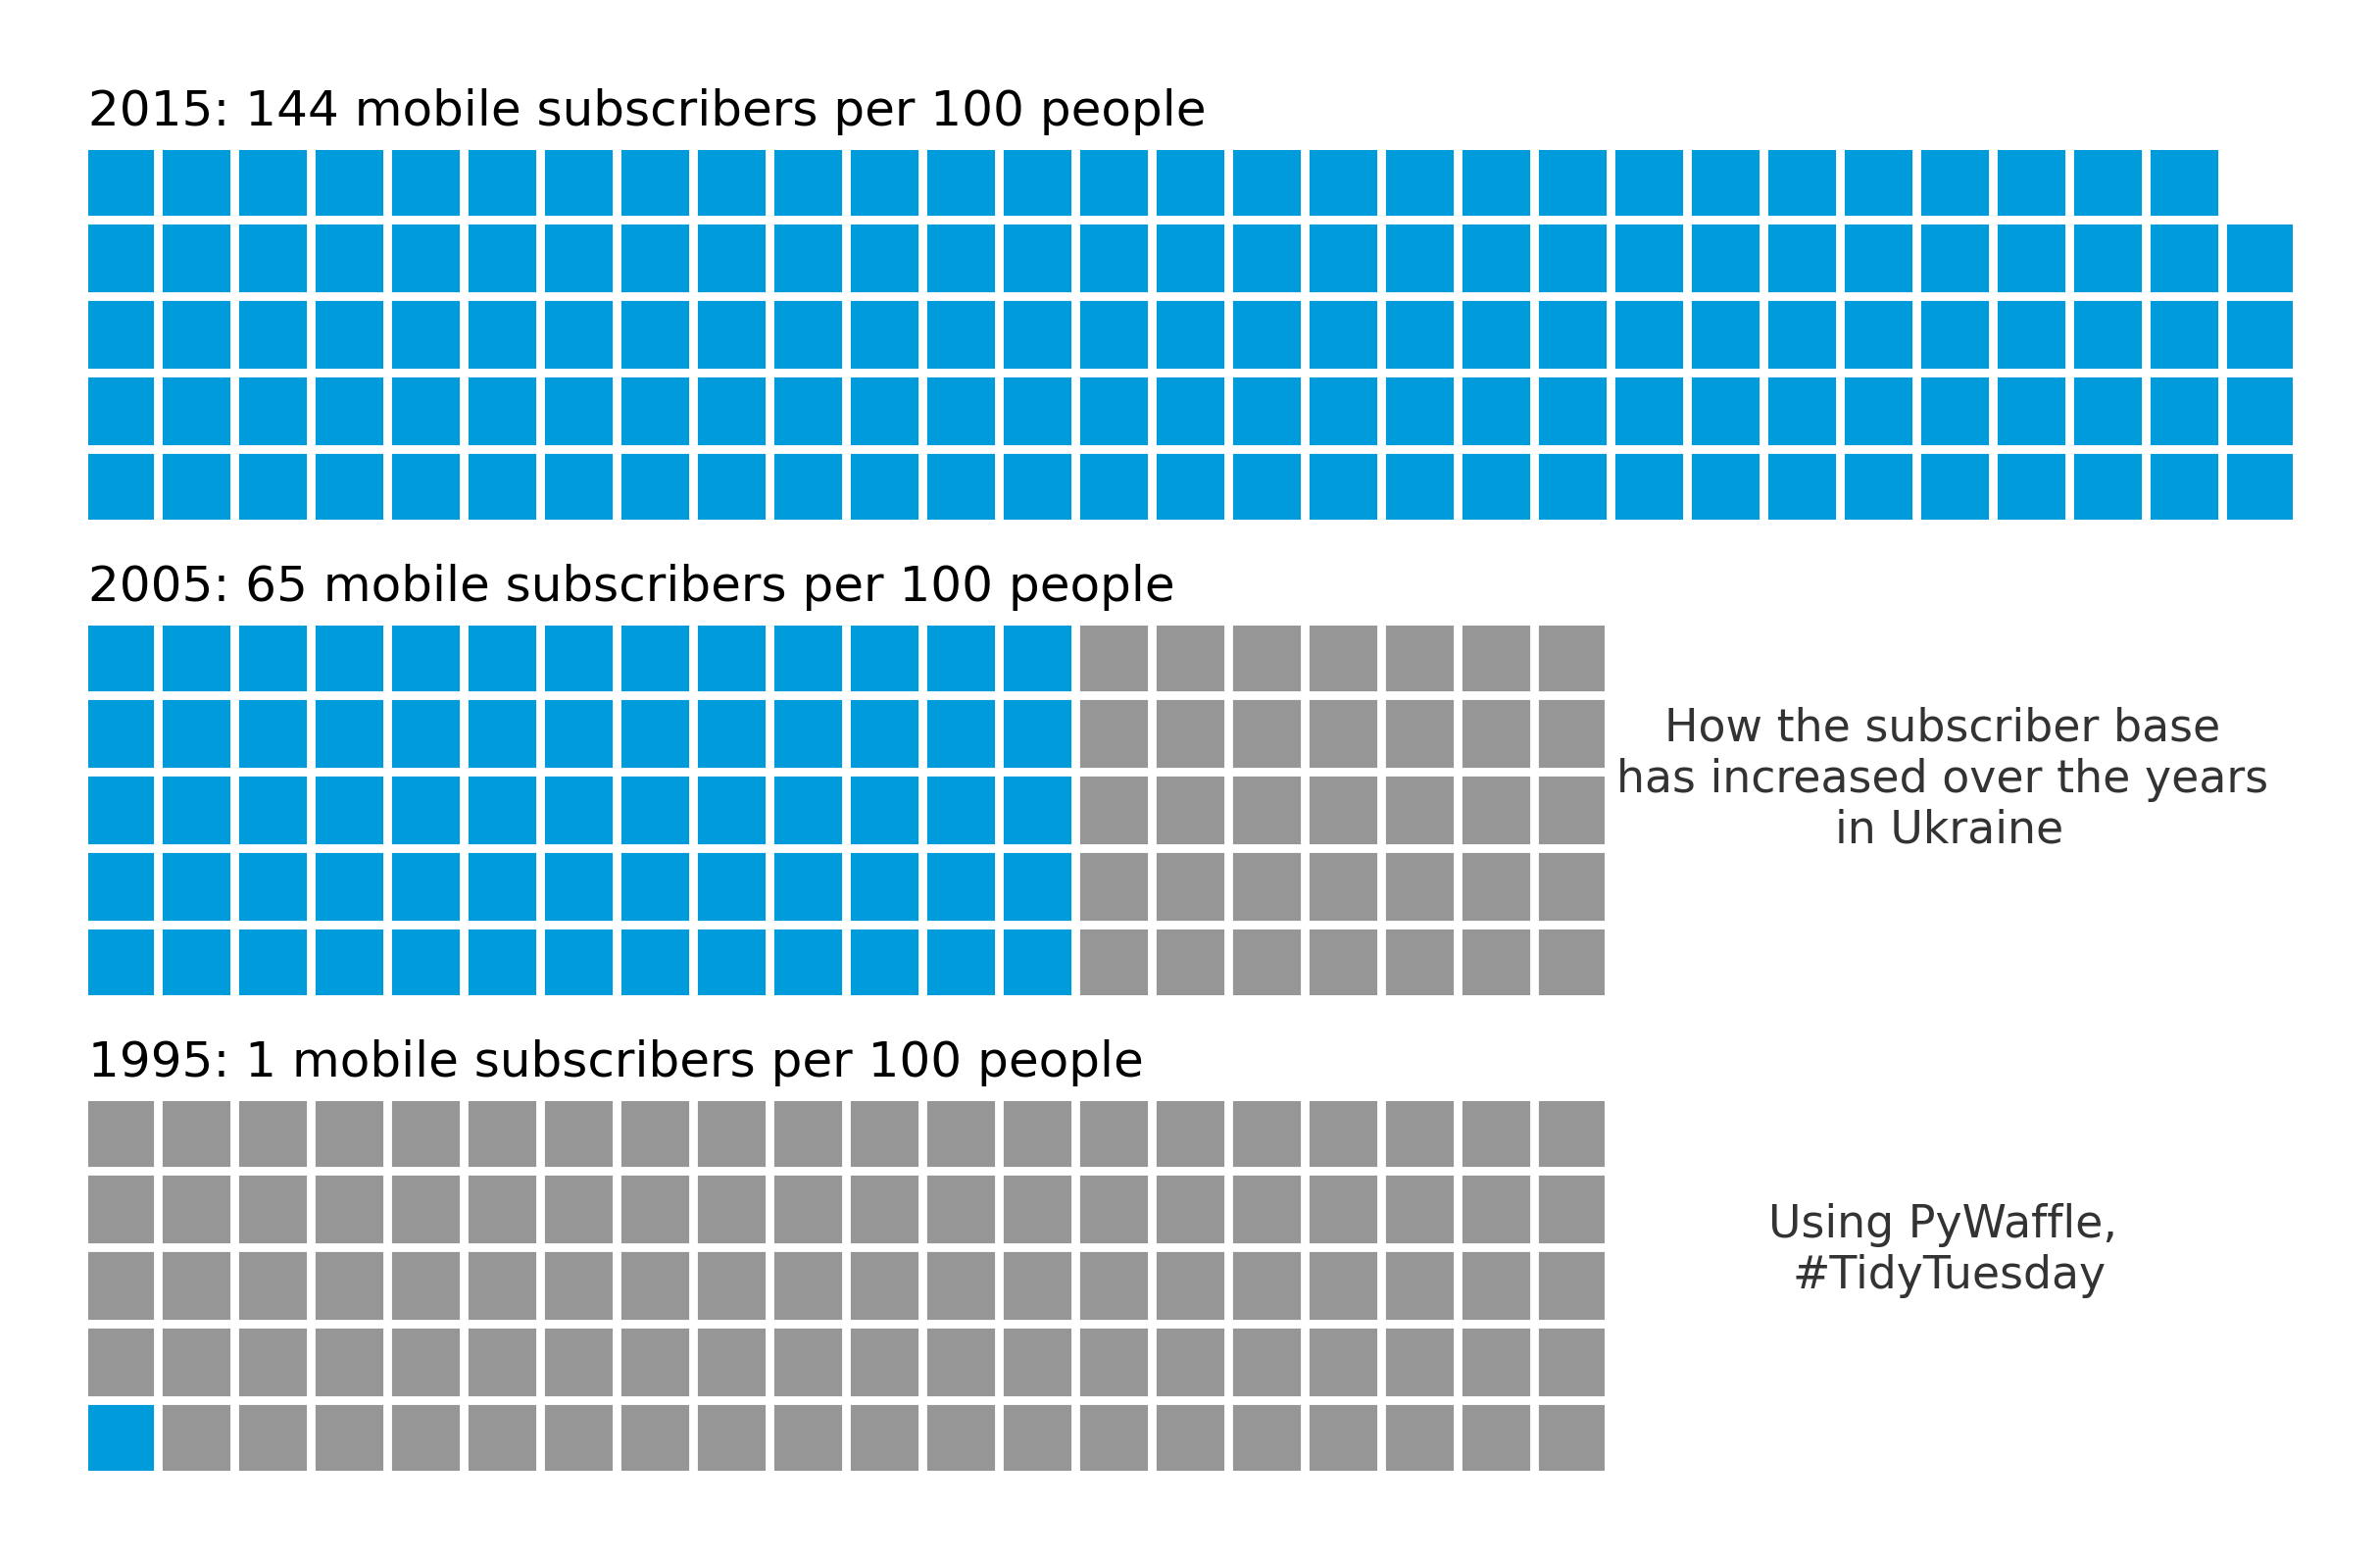 2015: 144 mobile subscribers per 100 people
2005: 65 mobile subscribers per 100 people
How the subscriber base
has increased over the years
in Ukraine
1995: 1 mobile subscribers per 100 people
Using PyWaffle,
#TidyTuesday